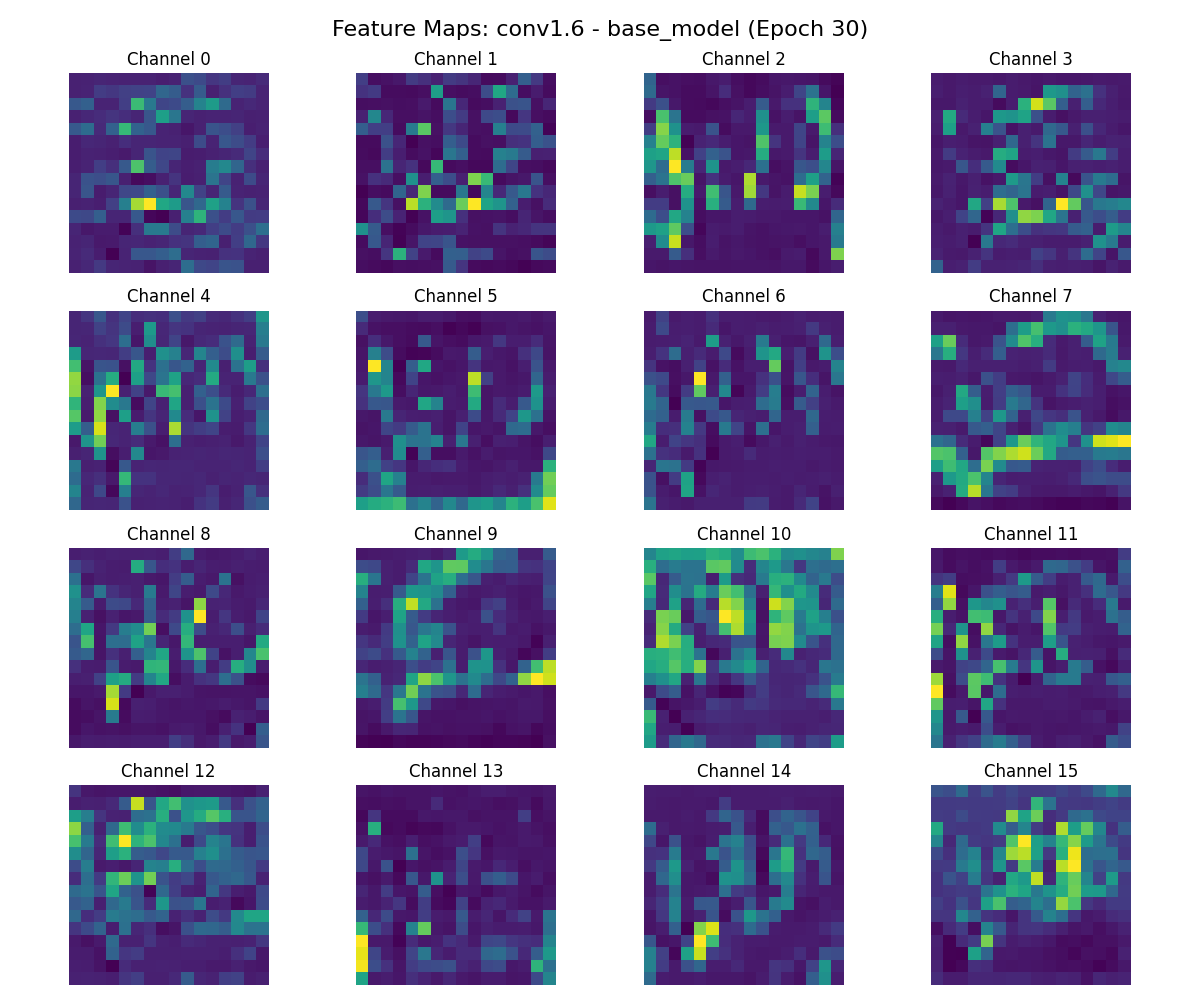 Feature Maps: conv1.6 - base_model (Epoch 30)
Channel 0 Channel 1 Channel 2 Channel 3
Channel 4 Channel 5 Channel 6 Channel 7
Channel 8 Channel 9 Channel 10 Channel 11
Channel 12 Channel 13 Channel 14 Channel 15